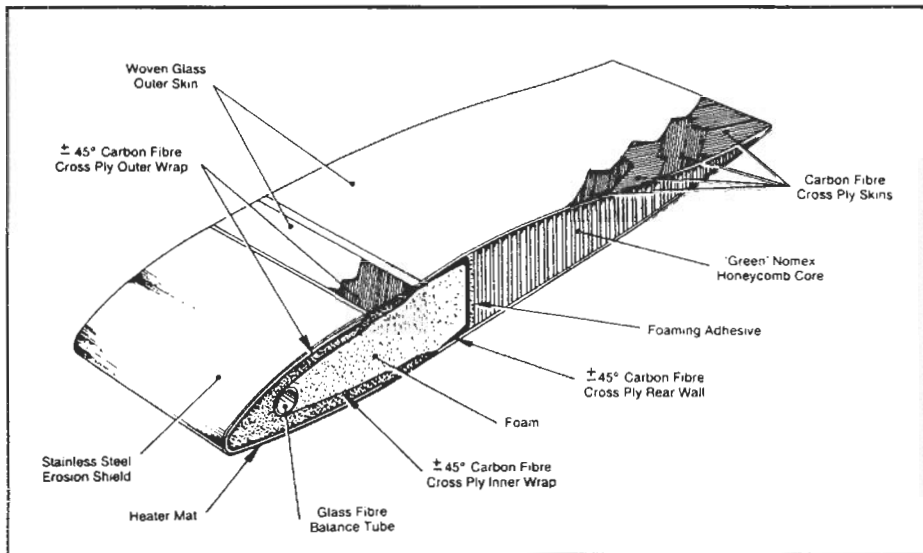 Woven Glass
Outer Skin
± 45° Carbon Fibre
Cross Ply Outer Wrap
Carbon Fibre
Cross Ply Skins
'Green' Nomex
Honeycomb Core
Foaming Adhesive
± 45° Carbon Fibre
Cross Ply Rear Wall
Foam
± 45° Carbon Fibre
Cross Ply Inner Wrap
Stainless Steel
Erosion Shield
Heater Mat
Glass Fibre
Balance Tube